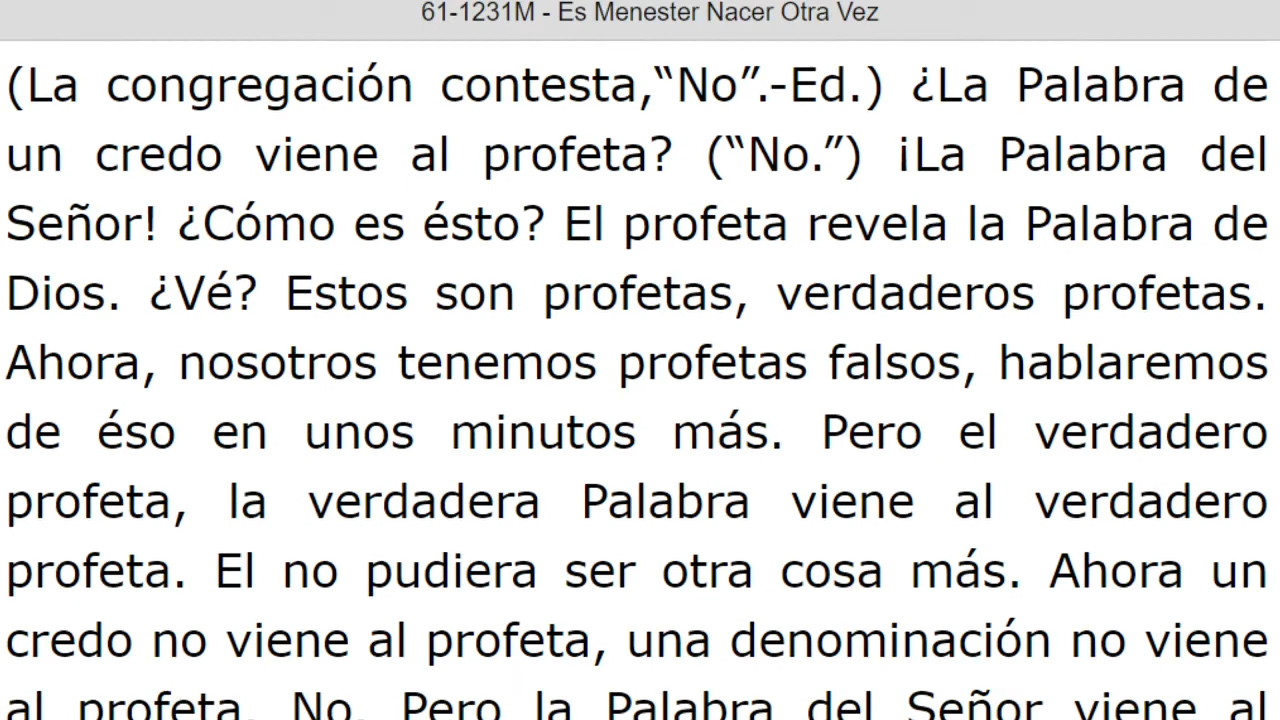 61-1231M - Es Menester Nacer Otra Vez
(La congregación contesta,“No”.-Ed.) ¿La Palabra de
un credo viene al profeta? (“No.”) ¡La Palabra del
Señor! ¿Cómo es ésto? El profeta revela la Palabra de
Dios. ¿Vé? Estos son profetas, verdaderos profetas.
Ahora, nosotros tenemos profetas falsos, hablaremos
de éso en unos minutos más. Pero el verdadero
profeta, la verdadera Palabra viene al verdadero
profeta. El no pudiera ser otra cosa más. Ahora un
credo no viene al profeta, una denominación no viene
al profeta. No. Pero la Palabra del Señor viene al